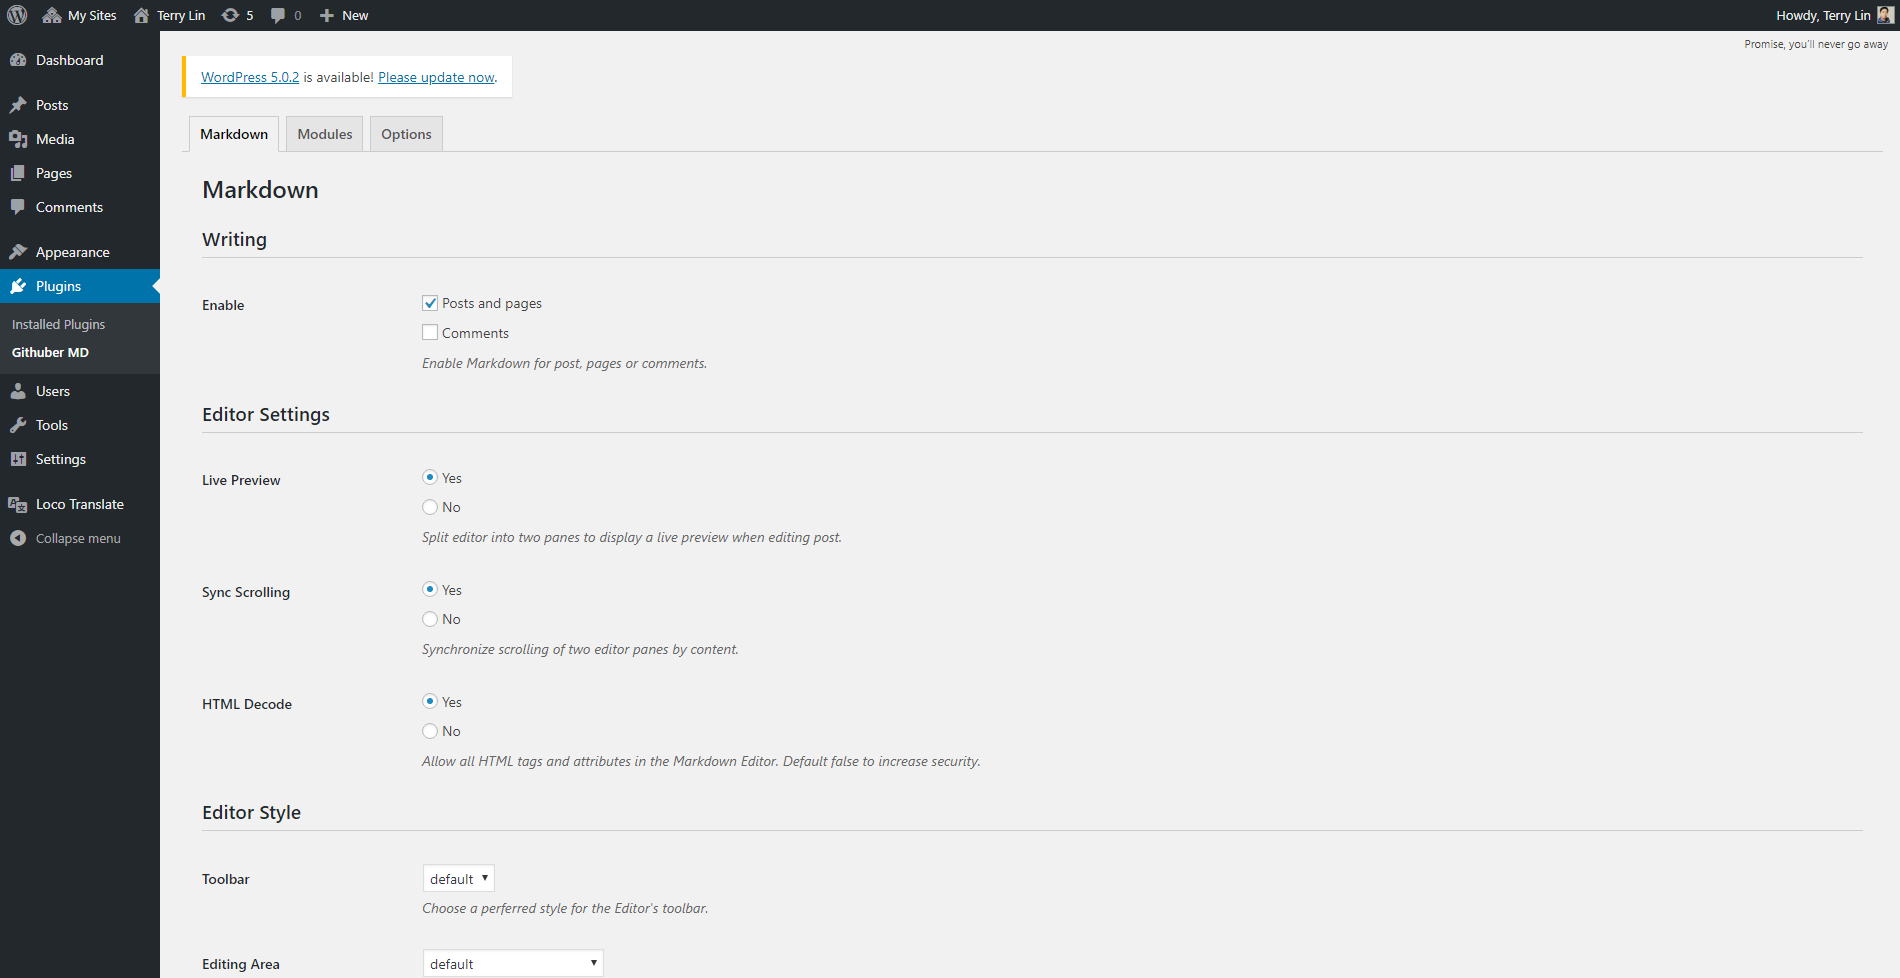 My Sites Terry Lin 5 0 New Howdy, Terry Lin
Promise, you'll never go away
Dashboard
Posts
Media
Pages
Comments
Appearance
Plugins
Installed Plugins
Githuber MD
Users
Tools
Settings
Loco Translate
Collapse menu
WordPress 5.0.2 is available! Please update now.
Markdown Modules Options
Markdown
Writing
Enable
Posts and pages
Comments
Enable Markdown for post, pages or comments.
Editor Settings
Live Preview
Yes
No
Split editor into two panes to display a live preview when editing post.
Sync Scrolling
Yes
No
Synchronize scrolling of two editor panes by content.
HTML Decode
Yes
No
Allow all HTML tags and attributes in the Markdown Editor. Default false to increase security.
Editor Style
Toolbar
default
Choose a perferred style for the Editor's toolbar.
Editing Area
default